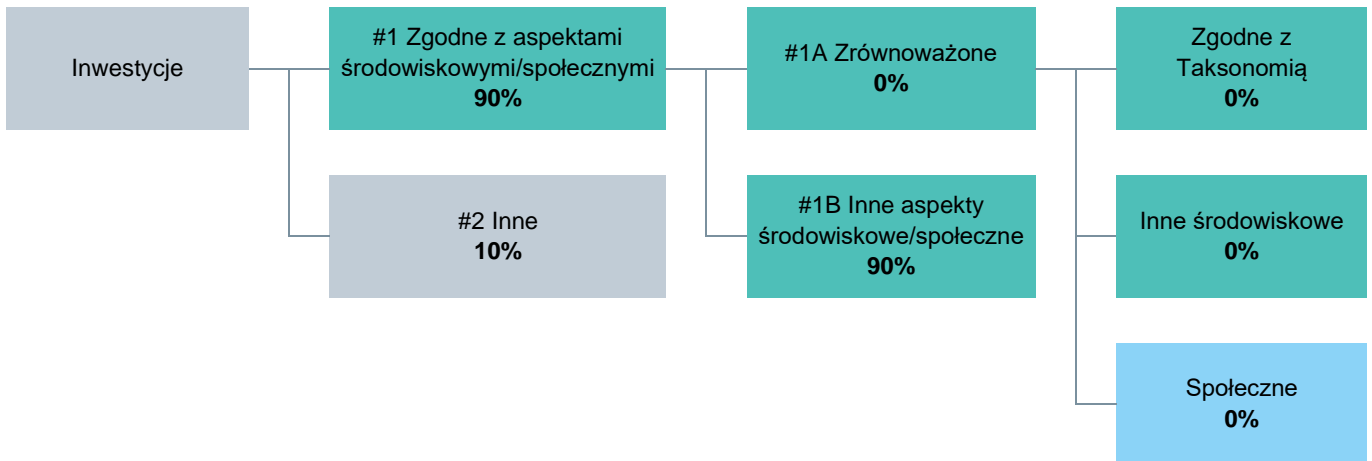 Inwestycje
#1 Zgodne z aspektami
środowiskowymi/społecznymi
90%
#2 Inne
10%
#1A Zrównoważone
0%
#1B Inne aspekty
środowiskowe/społeczne
90%
Zgodne z
Taksonomią
0%
Inne środowiskowe
0%
Społeczne
0%